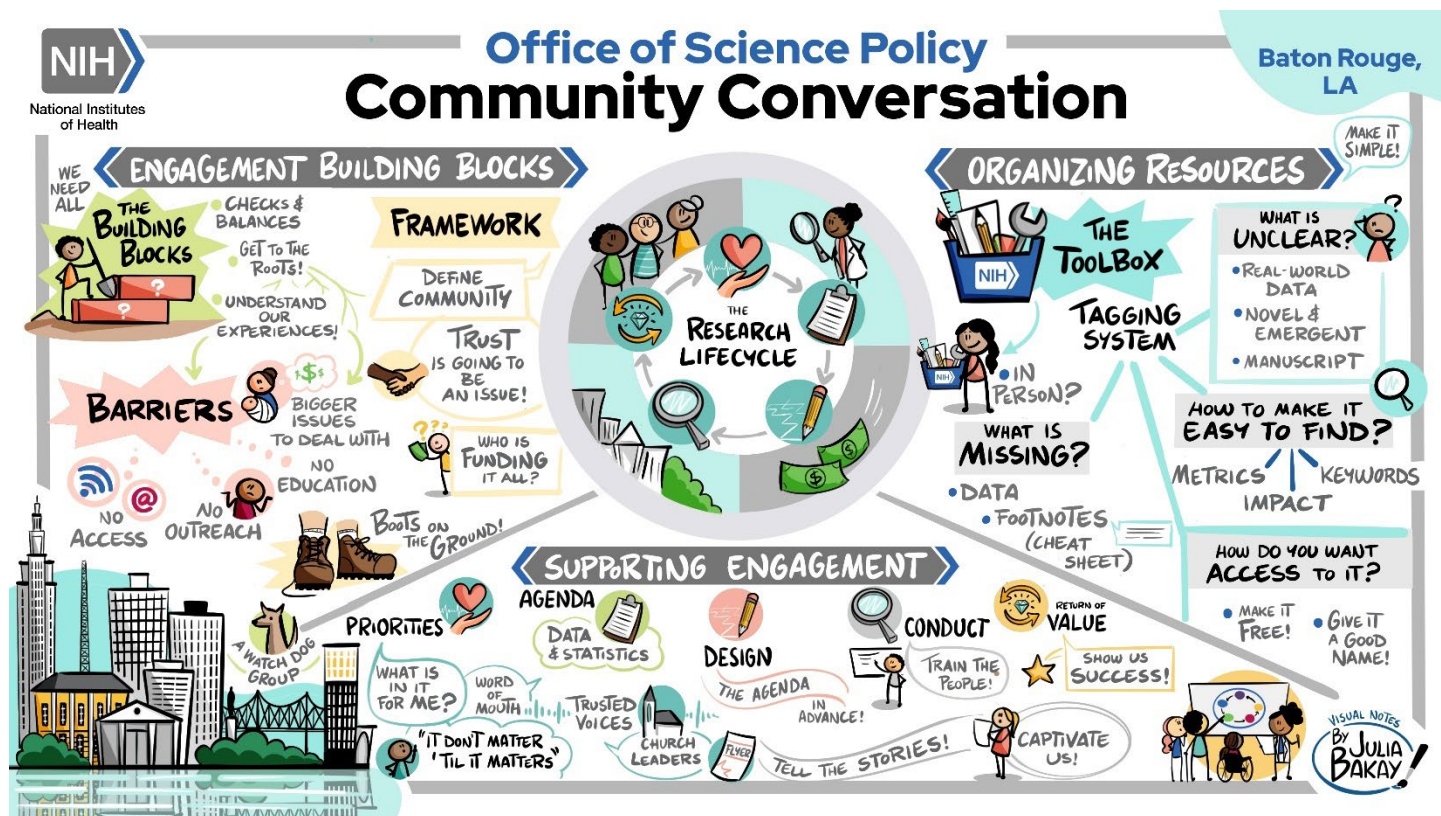 NIH
National Institutes
of Health
Office of Science Policy
Community Conversation
Baton Rouge,
LA
ENGAGEMENT BUILDING BLOCKS
WE
NEED
ALL
THE
BUILDING
BLOCKS
?
?
CHECKS &
BALANCES
GET TO THE
ROOTS!
UNDERSTAND
OUR
EXPERIENCES!
FRAMEWORK
DEFINE
COMMUNITY
TRUST
IS GOING TO
BE
AN ISSUE!
???
WHO IS
FUNDING
IT ALL?
BARRIERS
$
BIGGER
ISSUES
TO DEAL WITH
NO
EDUCATION
@
NO
ACCESS
NO
OUTREACH
BOOTS ON
THE GROUND!
A WATCH DOG
GROUP
THE
RESEARCH
LIFECYCLE
$
$
ORGANIZING RESOURCES
MAKE IT
SIMPLE!
NIH
THE
TOOLBOX
TAGGING
SYSTEM
NIH
IN
PERSON?
WHAT IS
UNCLEAR?
?
REAL-WORLD
DATA
NOVEL &
EMERGENT
MANUSCRIPT
WHAT IS
MISSING?
DATA
FOOTNOTES
(CHEAT
SHEET)
HOW TO MAKE IT
EASY TO FIND?
METRICS
IMPACT
KEYWORDS
HOW DO YOU WANT
ACCESS TO IT?
MAKE IT
FREE!
GIVE IT
A GOOD
NAME!
SUPPORTING ENGAGEMENT
PRIORITIES
WHAT IS
IN IT
FOR ME?
WORD
OF
MOUTH
"IT DON'T MATTER
'TIL IT MATTERS"
AGENDA
DATA
& STATISTICS
TRUSTED
VOICES
CHURCH
LEADERS
DESIGN
THE AGENDA
IN
ADVANCE!
FLYER
TELL THE STORIES!
CONDUCT
TRAIN THE
PEOPLE!
CAPTIVATE
US!
RETURN OF
VALUE
SHOW US
SUCCESS!
VISUAL NOTES
BY JULIA
BAKAY!